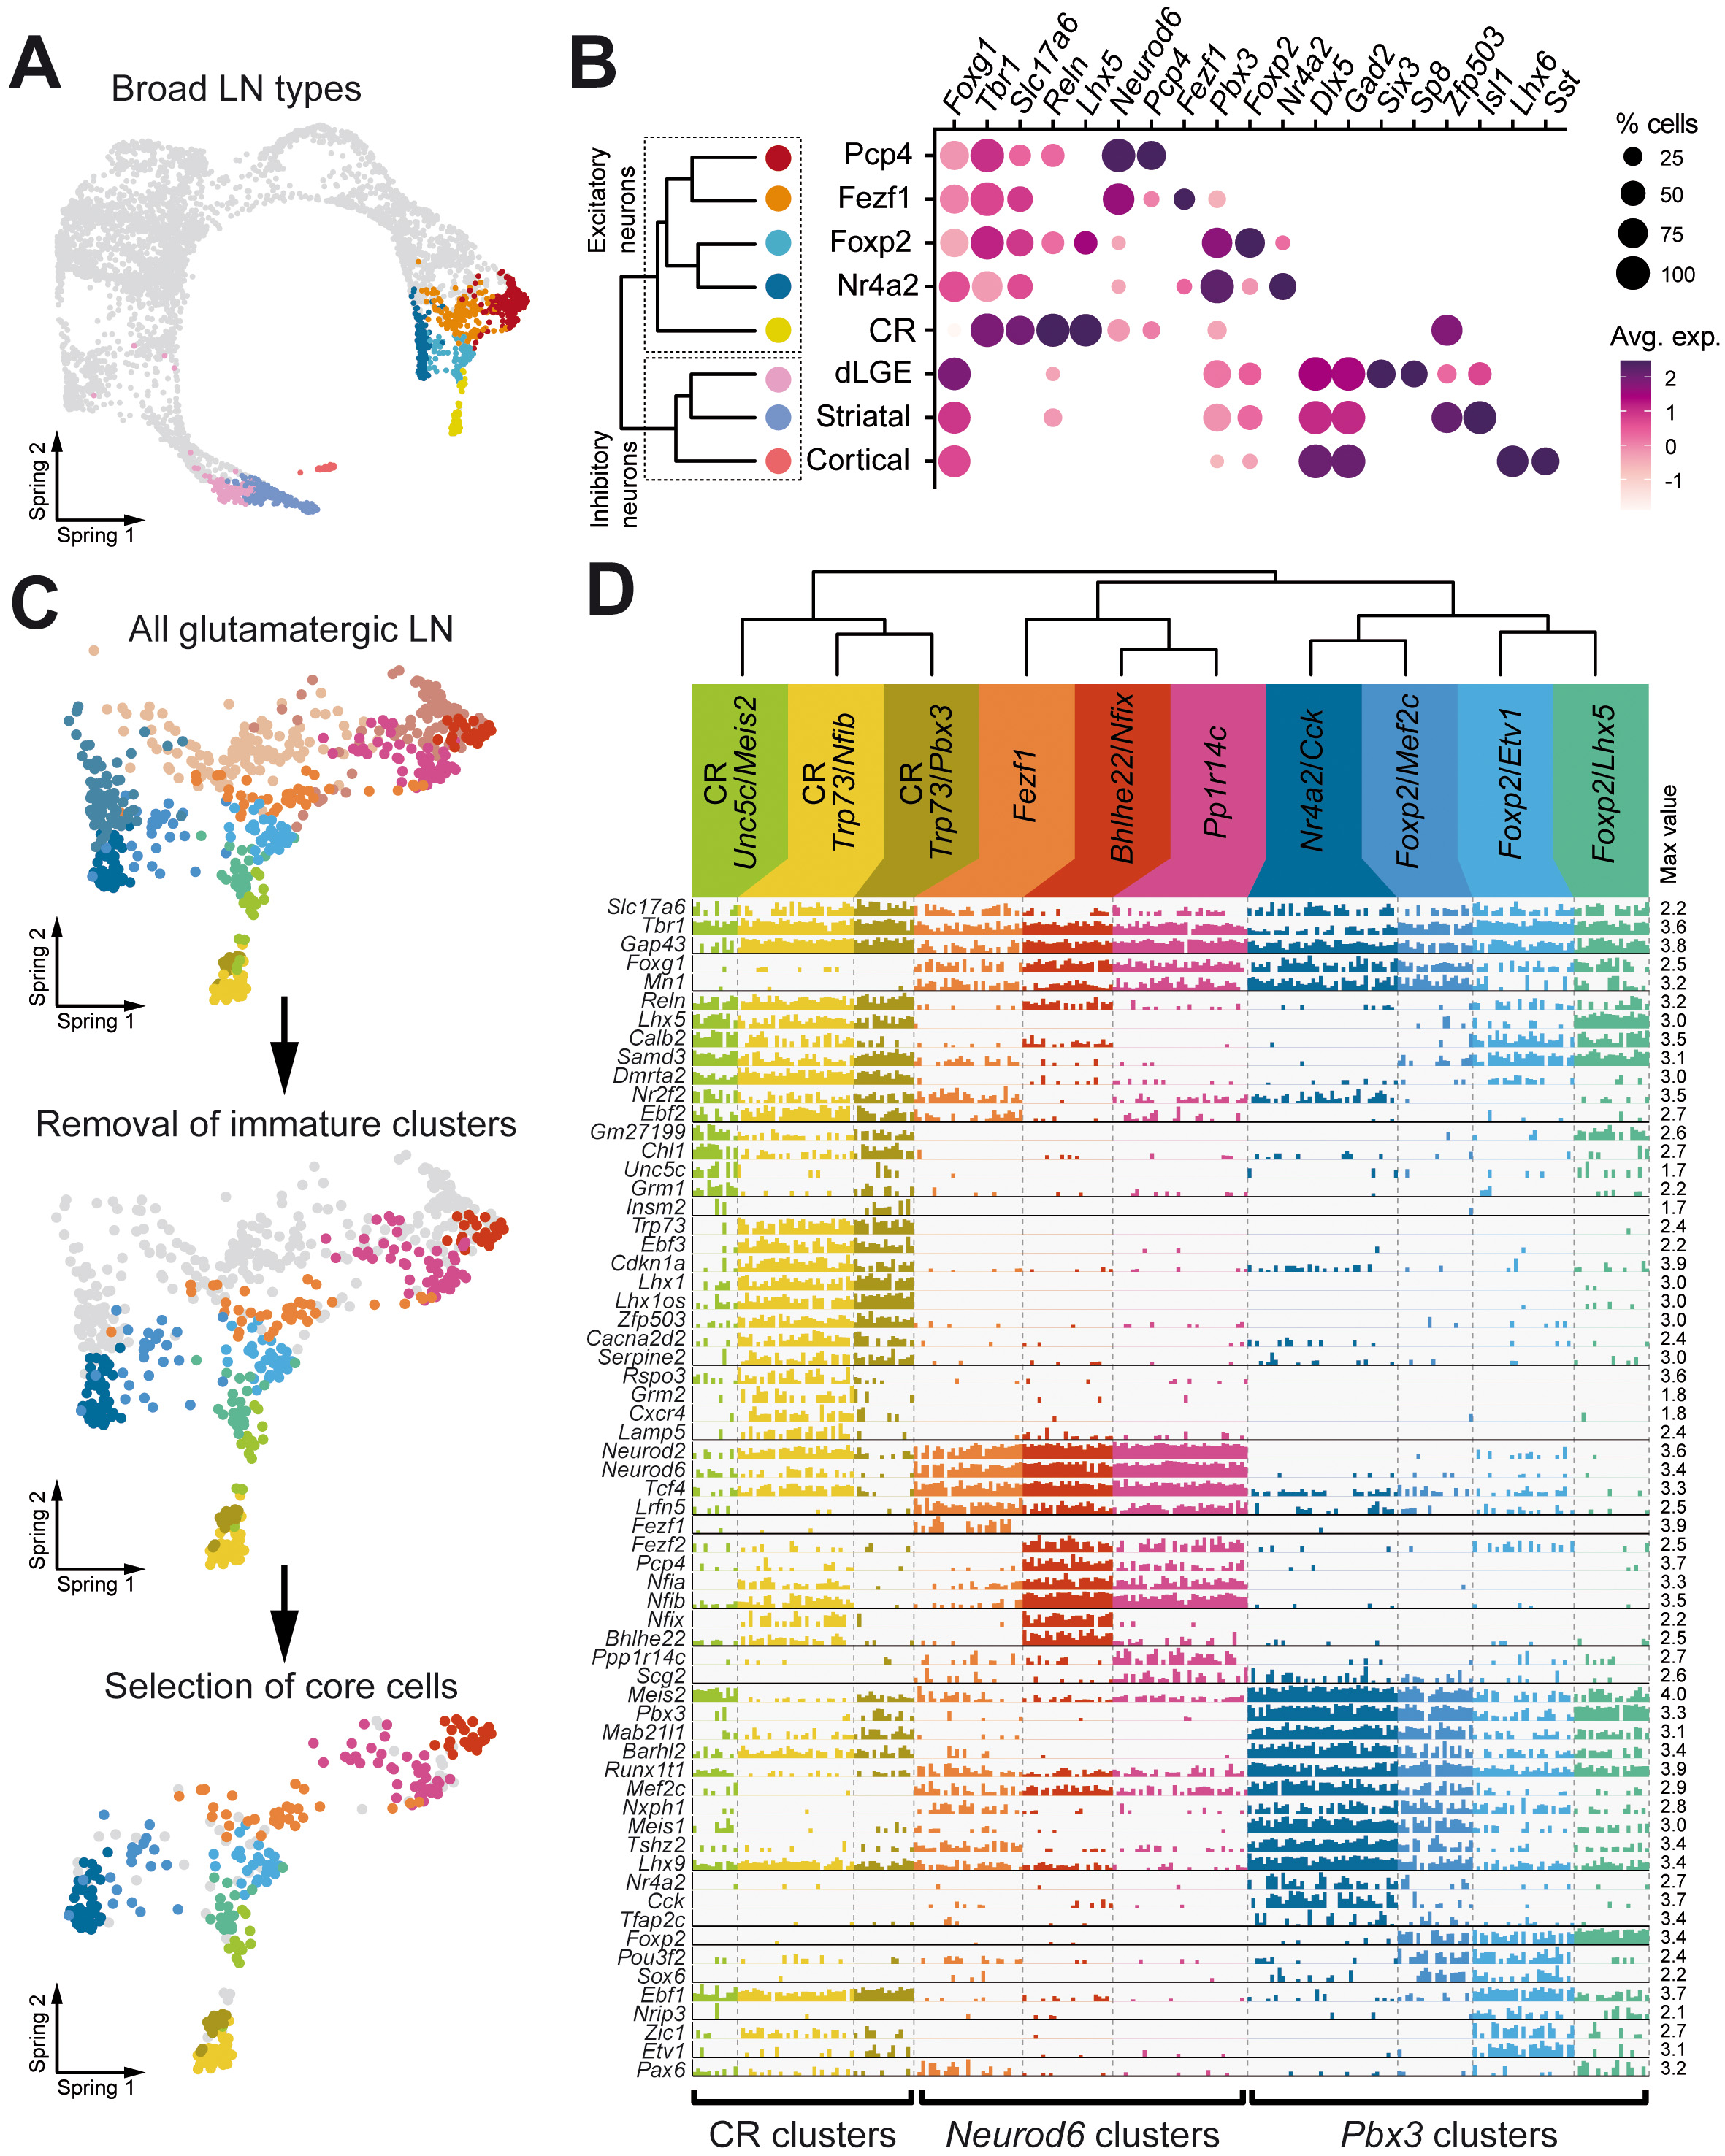 A
Broad LN types
Spring 2
Spring 1
B
Foxg1
Tbr1
Slc17a6
Reln
Lhx5
Neurod6
Pcp4
Fezf1
Pbx3
Foxp2
Nr4a2
Dlx5
Gad2
Six3
Sp8
Zfp503
Isl1
Lhx6
Sst
Excitatory
neurons
Inhibitory
neurons
Pcp4
Fezf1
Foxp2
Nr4a2
CR
dLGE
Striatal
Cortical
% cells
25
50
75
100
Avg. exp.
2
1
0
-1
C
All glutamatergic LN
Spring 2
Spring 1
Removal of immature clusters
Spring 2
Spring 1
Selection of core cells
Spring 2
Spring 1
D
CR
Unc5c/Meis2
CR
Trp73/Nfib
CR
Trp73/Pbx3
Fezf1
Bhlhe22/Nfix
Pp1r14c
Nr4a2/Cck
Foxp2/Mef2c
Foxp2/Etv1
Foxp2/Lhx5
Max value
Slc17a6 2.2
Tbr1 3.6
Gap43 3.8
Foxg1 2.5
Mn1 3.2
Reln 3.2
Lhx5 3.0
Calb2 3.5
Samd3 3.1
Dmrta2 3.0
Nr2f2 3.5
Ebf2 2.7
Gm27199 2.6
Chl1 2.7
Unc5c 1.7
Grm1 2.2
Insm2 1.7
Trp73 2.4
Ebf3 2.2
Cdkn1a 3.9
Lhx1 3.0
Lhx1os 3.0
Zfp503 3.0
Cacna2d2 2.4
Serpine2 3.0
Rspo3 3.6
Grm2 1.8
Cxcr4 1.8
Lamp5 2.4
Neurod2 3.6
Neurod6 3.4
Tcf4 3.3
Lrfn5 2.5
Fezf1 3.9
Fezf2 2.5
Pcp4 3.7
Nfia 3.3
Nfib 3.5
Nfix 2.2
Bhlhe22 2.5
Ppp1r14c 2.7
Scg2 2.6
Meis2 4.0
Pbx3 3.3
Mab21l1 3.1
Barhl2 3.4
Runx1t1 3.9
Mef2c 2.9
Nxph1 2.8
Meis1 3.0
Tshz2 3.4
Lhx9 3.4
Nr4a2 2.7
Cck 3.7
Tfap2c 3.4
Foxp2 3.4
Pou3f2 2.4
Sox6 2.2
Ebf1 3.7
Nrip3 2.1
Zic1 2.7
Etv1 3.1
Pax6 3.2
CR clusters
Neurod6 clusters
Pbx3 clusters